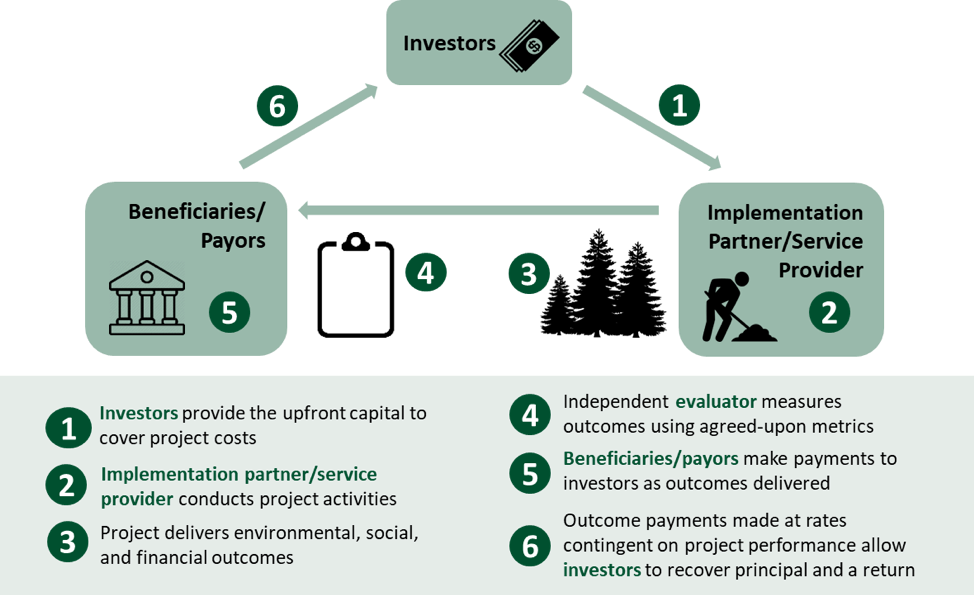 Investors
6
1
Beneficiaries/
Payors
5
4
3
Implementation
Partner/Service
Provider
2
1 Investors provide the upfront capital to
cover project costs
2 Implementation partner/service
provider conducts project activities
3 Project delivers environmental, social,
and financial outcomes
4 Independent evaluator measures
outcomes using agreed-upon metrics
5 Beneficiaries/payors make payments to
investors as outcomes delivered
6 Outcome payments made at rates
contingent on project performance allow
investors to recover principal and a return